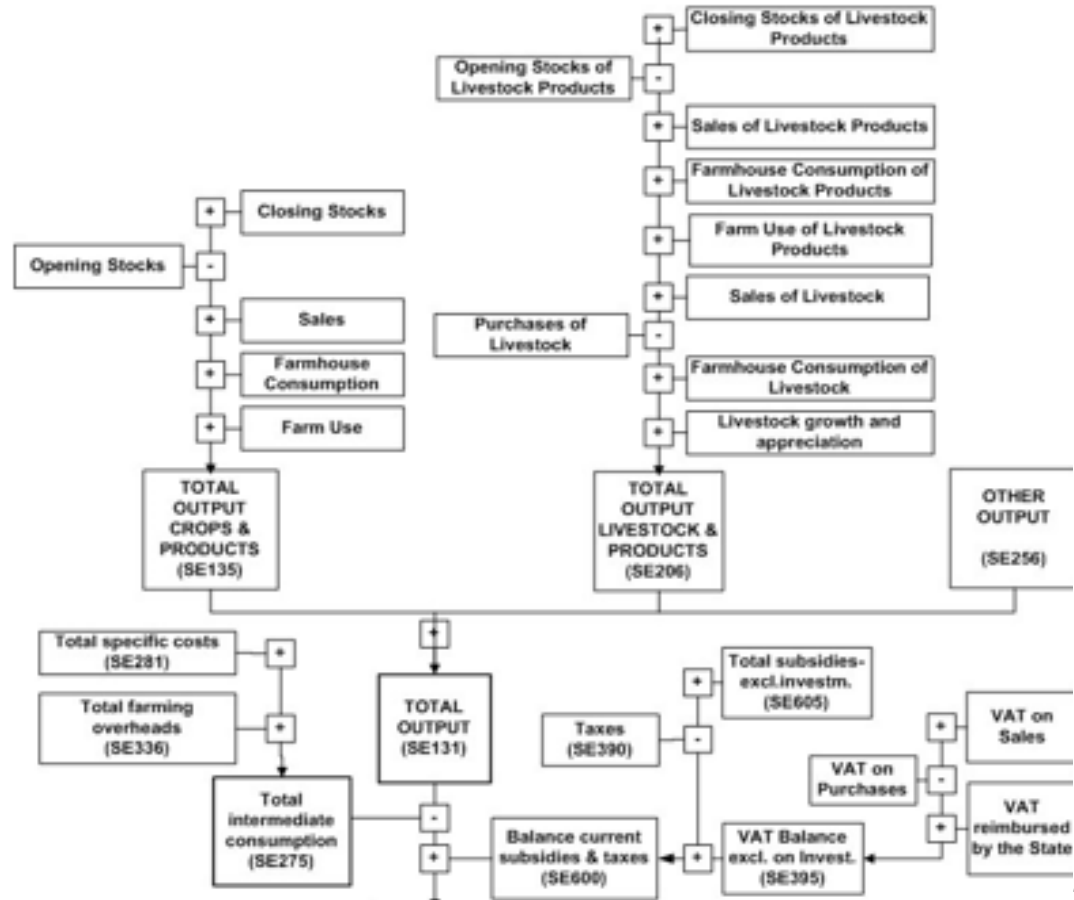 +
Closing Stocks of Livestock
Products
Opening Stocks of
Livestock Products
-
+
Sales of Livestock Products
+
Farmhouse Consumption of
Livestock Products
+
Closing Stocks
+
Farm Use of Livestock
Products
Opening Stocks
-
+
Sales of Livestock
+
Sales
Purchases of
Livestock
-
+
Farmhouse
Consumption
+
Farmhouse Consumption of
Livestock
+
Farm Use
+
Livestock growth and
appreciation
TOTAL
OUTPUT
CROPS &
PRODUCTS
(SE135)
TOTAL
OUTPUT
LIVESTOCK &
PRODUCTS
(SE206)
OTHER
OUTPUT
(SE256)
Total specific costs
(SE281)
+
+
Total farming
overheads
(SE336)
+
TOTAL
OUTPUT
(SE131)
+
Total subsidies-
excl.investm.
(SE605)
Taxes
(SE390)
-
+
VAT on
Sales
VAT on
Purchases
-
+
VAT
reimbursed
by the State
Total
intermediate
consumption
(SE275)
-
+
Balance current
subsidies & taxes
(SE600)
+
VAT Balance
excl. on Invest.
(SE395)